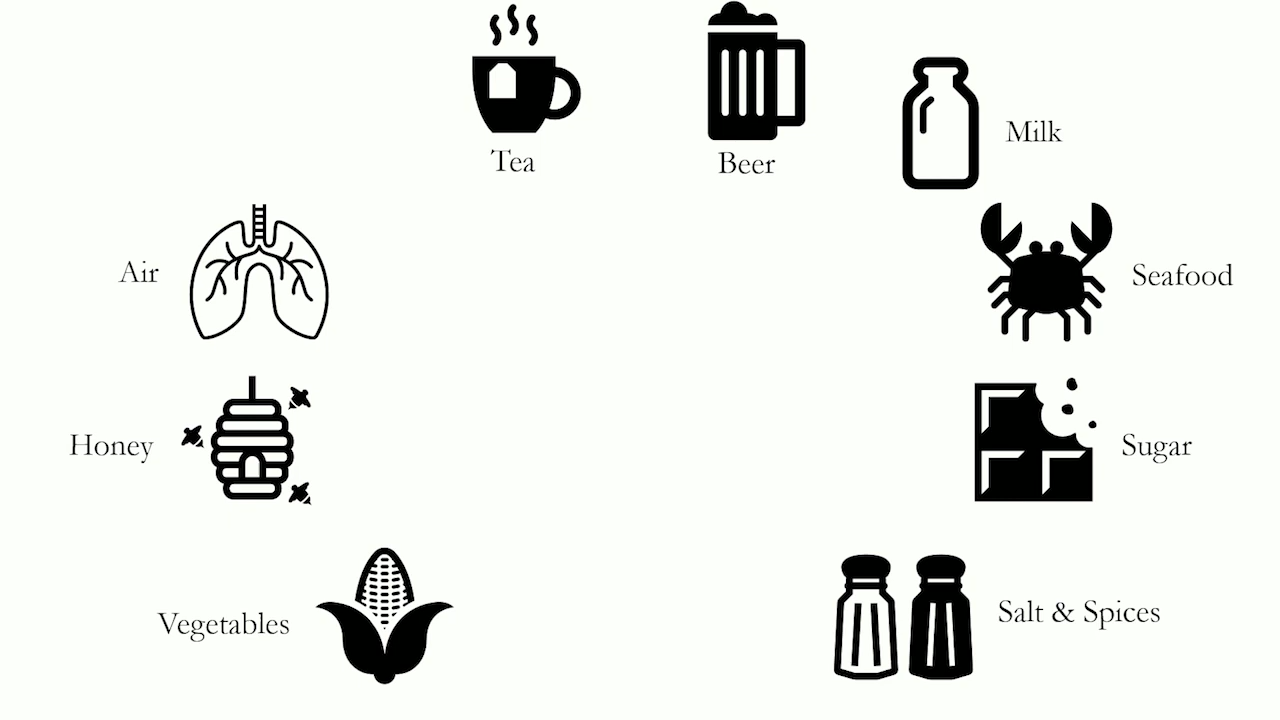 Tea
Beer
Milk
Air
Seafood
Honey
Sugar
Vegetables
Salt & Spices